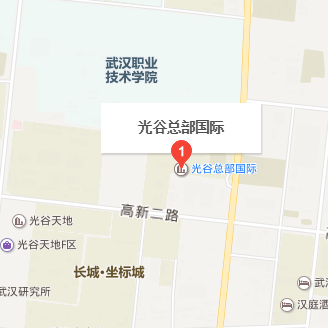 武汉职业
技术学院
光谷总部国际
1
光谷总部国际
高新二路
光谷天地
光谷天地F区
长城·坐标城
武汉研究所
武
汉庭酒